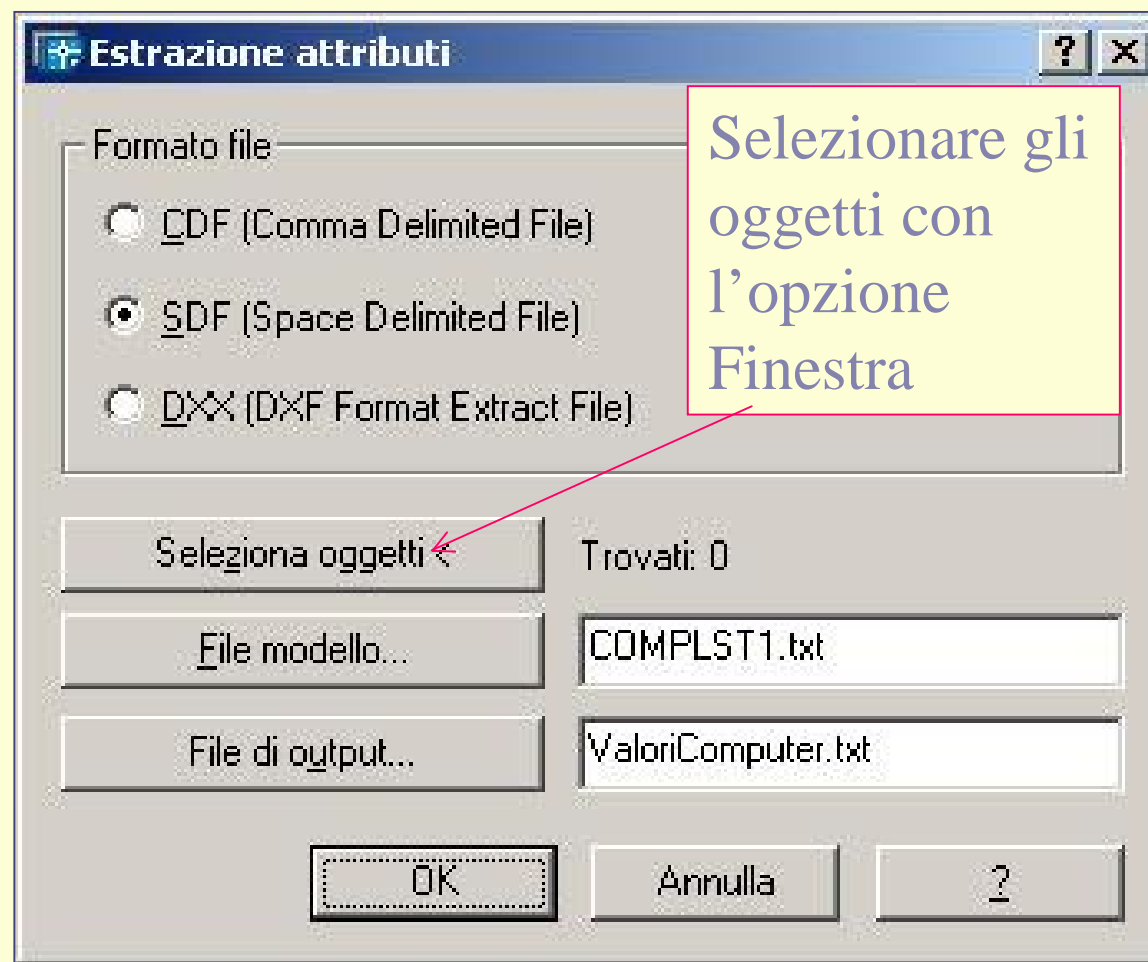 Estrazione attributi
Formato file
CDF (Comma Delimited File)
SDF (Space Delimited File)
DXX (DXF Format Extract File)
Selezionare gli
oggetti con
l’opzione
Finestra
Seleziona oggetti <
Trovati: 0
File modello...
COMPLST1.txt
File di output...
ValoriComputer.txt
OK
Annulla
?